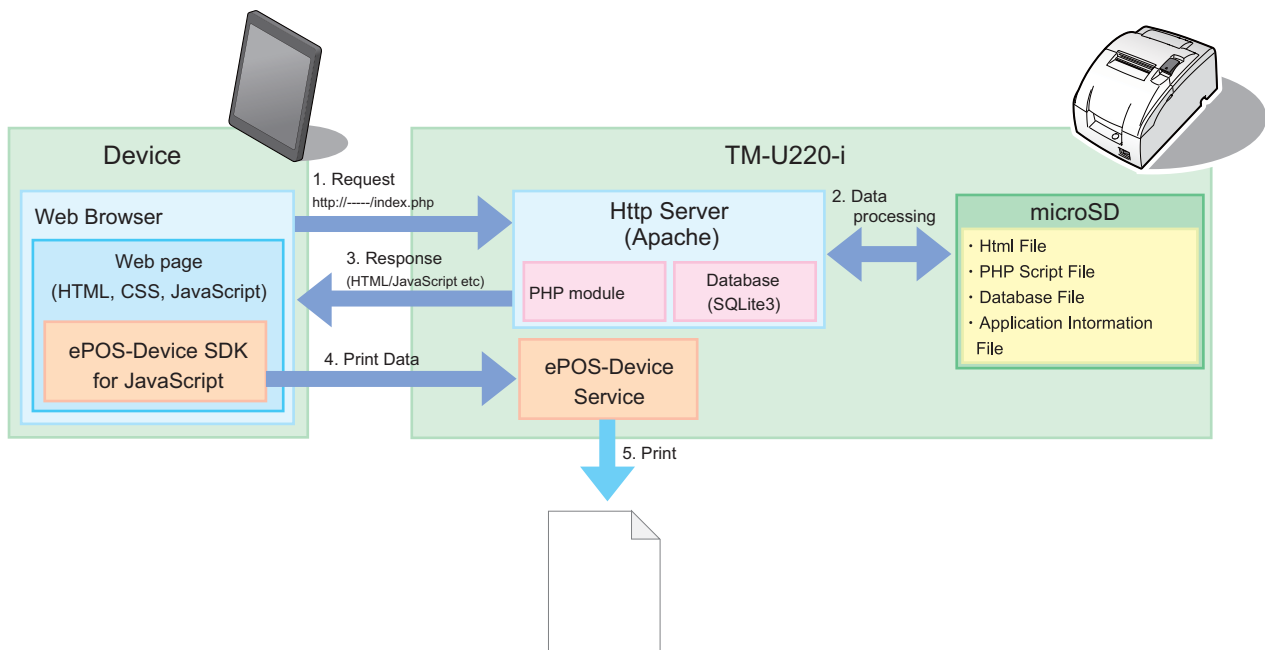 Device
TM-U220-i
Web Browser
Web page
(HTML, CSS, JavaScript)
ePOS-Device SDK
for JavaScript
1. Request
http://-----/index.php
3. Response
(HTML/JavaScript etc)
4. Print Data
Http Server
(Apache)
PHP module
Database
(SQLite3)
ePOS-Device
Service
2. Data
processing
microSD
・Html File
・PHP Script File
・Database File
・Application Intormation
File
5. Print